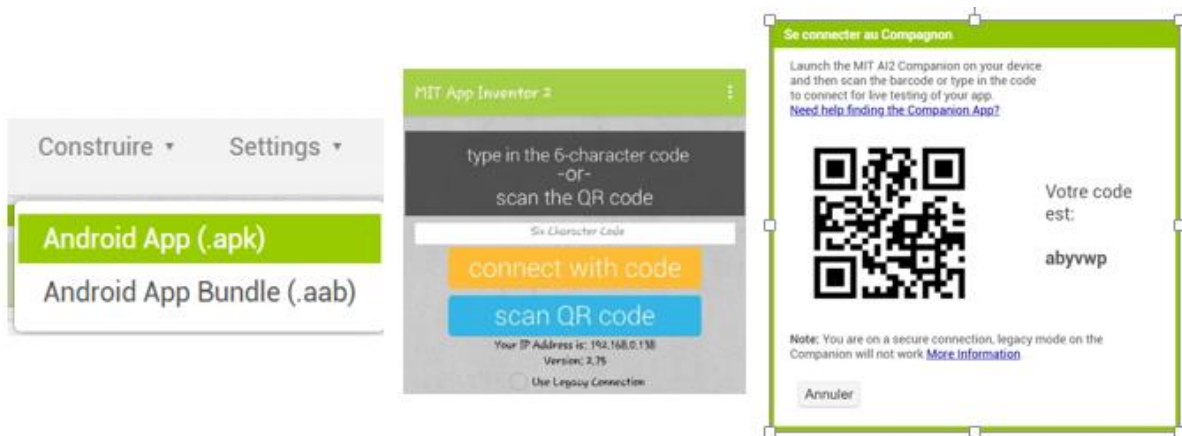 Construire ▾ Settings ▾
Android App (.apk)
Android App Bundle (.aab)
MIT App Inventor 2
type in the 6-character code
-or-
scan the QR code
Six Character Code
connect with code
scan QR code
Your IP Address is: 192.168.0.138
Version: 2.75
Use Legacy Connection
Se connecter au Compagnon
Launch the MIT AI2 Companion on your device
and then scan the barcode or type in the code
to connect for live testing of your app.
Need help finding the Companion App?
Votre code
est:
abyvwp
Note: You are on a secure connection, legacy mode on the
Companion will not work More Information.
Annuler